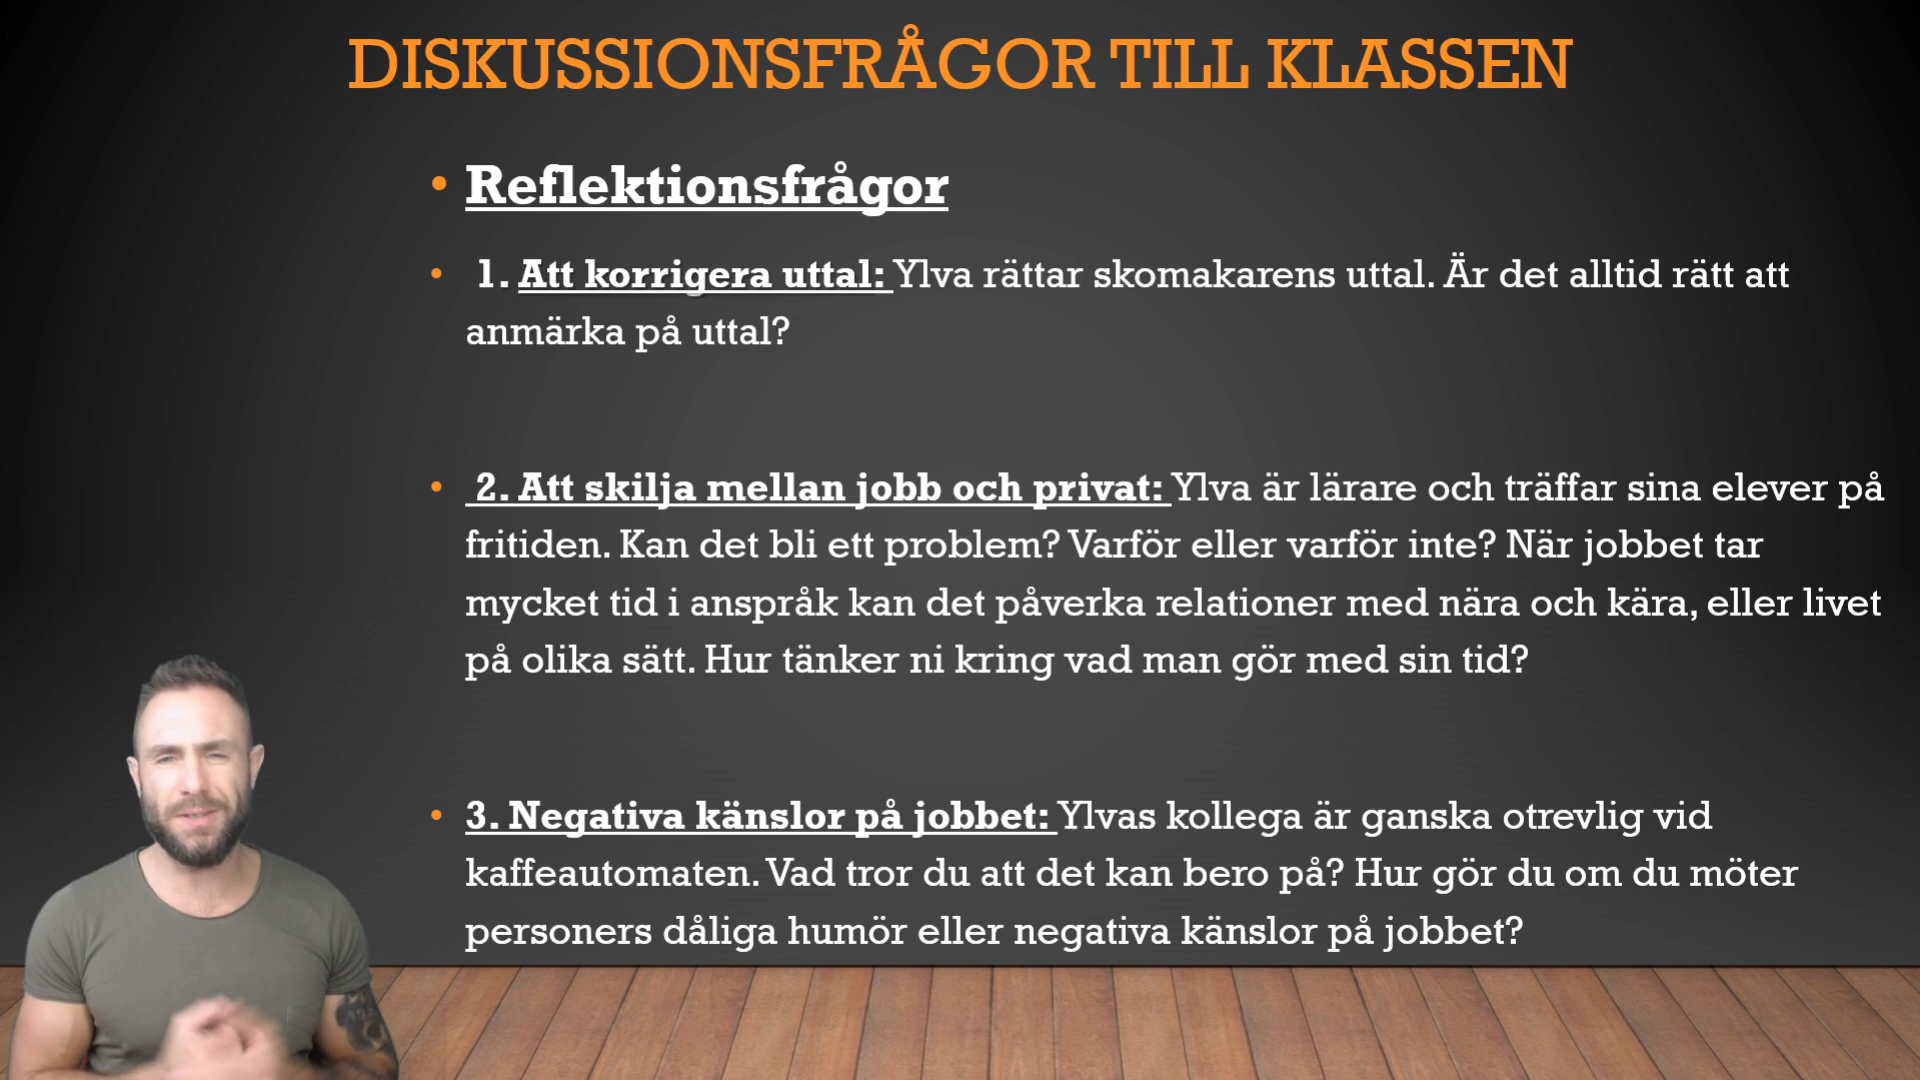 DISKUSSIONSFRÅGOR TILL KLASSEN
• Reflektionsfrågor
• 1. Att korrigera uttal: Ylva rättar skomakarens uttal. Är det alltid rätt att
anmärka på uttal?
• 2. Att skilja mellan jobb och privat: Ylva är lärare och träffar sina elever på
fritiden. Kan det bli ett problem? Varför eller varför inte? När jobbet tar
mycket tid i anspråk kan det påverka relationer med nära och kära, eller livet
på olika sätt. Hur tänker ni kring vad man gör med sin tid?
• 3. Negativa känslor på jobbet: Ylvas kollega är ganska otrevlig vid
kaffeautomaten. Vad tror du att det kan bero på? Hur gör du om du möter
personers dåliga humör eller negativa känslor på jobbet?